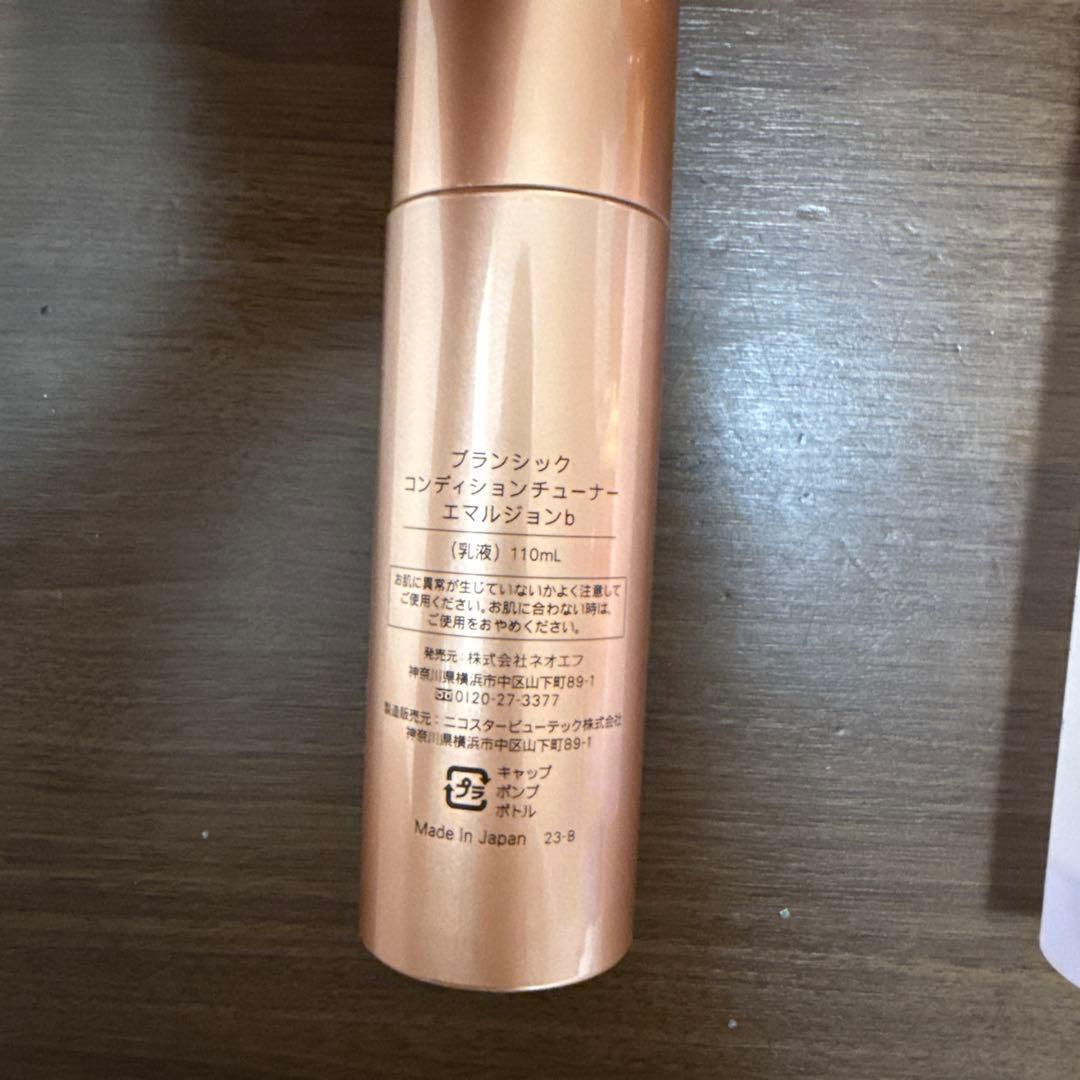 ブランシック
コンディションチューナー
エマルジョンb
（乳液）110mL
お肌に異常が生じていないかよく注意して
ご使用ください。お肌に合わない時は、
ご使用をおやめください。
発売元：株式会社ネオエフ
神奈川県横浜市中区山下町89-1
0120-27-3377
製造販売元：ニコスタービューテック株式会社
神奈川県横浜市中区山下町89-1
プラ
キャップ
ポンプ
ボトル
Made In Japan 23-B